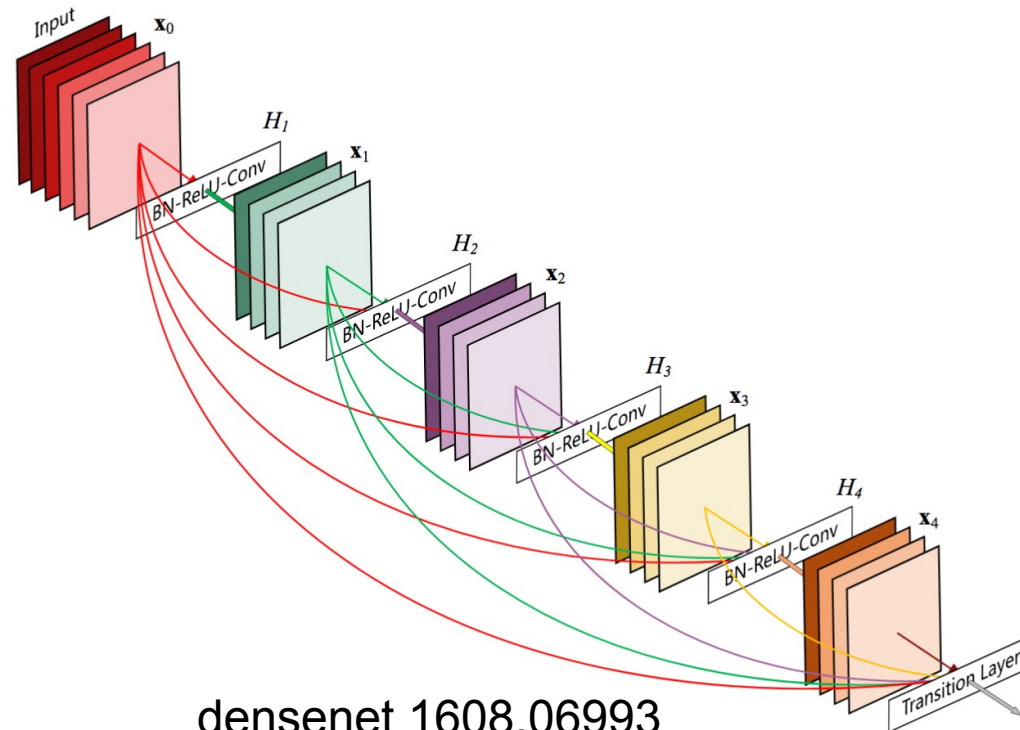 Input
x0
H1
BN-ReLU-Conv
x1
H2
BN-ReLU-Conv
x2
H3
BN-ReLU-Conv
x3
H4
BN-ReLU-Conv
x4
Transition Layer
densenet 1608.06993